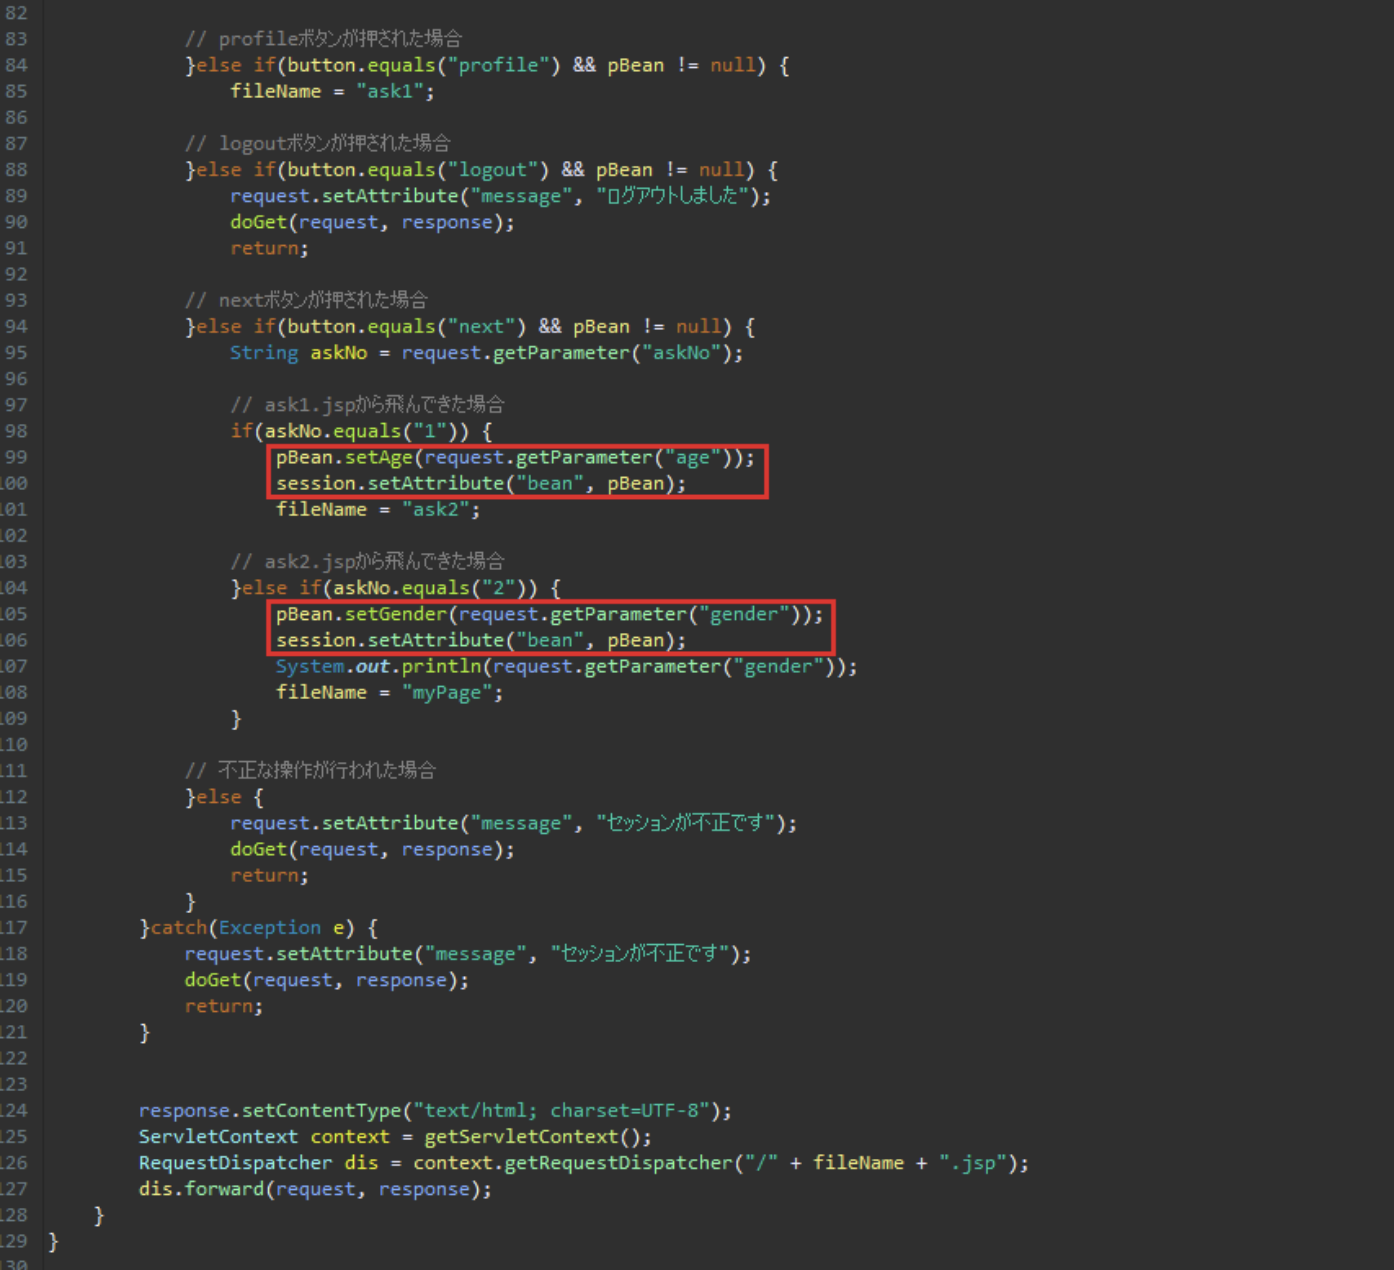 82
83 // profileボタンが押された場合
84 }else if(button.equals("profile") && pBean != null) {
85 fileName = "ask1";
86
87 // logoutボタンが押された場合
88 }else if(button.equals("logout") && pBean != null) {
89 request.setAttribute("message", "ログアウトしました");
90 doGet(request, response);
91 return;
92
93 // nextボタンが押された場合
94 }else if(button.equals("next") && pBean != null) {
95 String askNo = request.getParameter("askNo");
96
97 // ask1.jspから飛んできた場合
98 if(askNo.equals("1")) {
99 pBean.setAge(request.getParameter("age"));
100 session.setAttribute("bean", pBean);
101 fileName = "ask2";
102
103 // ask2.jspから飛んできた場合
104 }else if(askNo.equals("2")) {
105 pBean.setGender(request.getParameter("gender"));
106 session.setAttribute("bean", pBean);
107 System.out.println(request.getParameter("gender"));
108 fileName = "myPage";
109 }
110
111 // 不正な操作が行われた場合
112 }else {
113 request.setAttribute("message", "セッションが不正です");
114 doGet(request, response);
115 return;
116 }
117 }catch(Exception e) {
118 request.setAttribute("message", "セッションが不正です");
119 doGet(request, response);
120 return;
121 }
122
123
124 response.setContentType("text/html; charset=UTF-8");
125 ServletContext context = getServletContext();
126 RequestDispatcher dis = context.getRequestDispatcher("/" + fileName + ".jsp");
127 dis.forward(request, response);
128 }
129 }
130